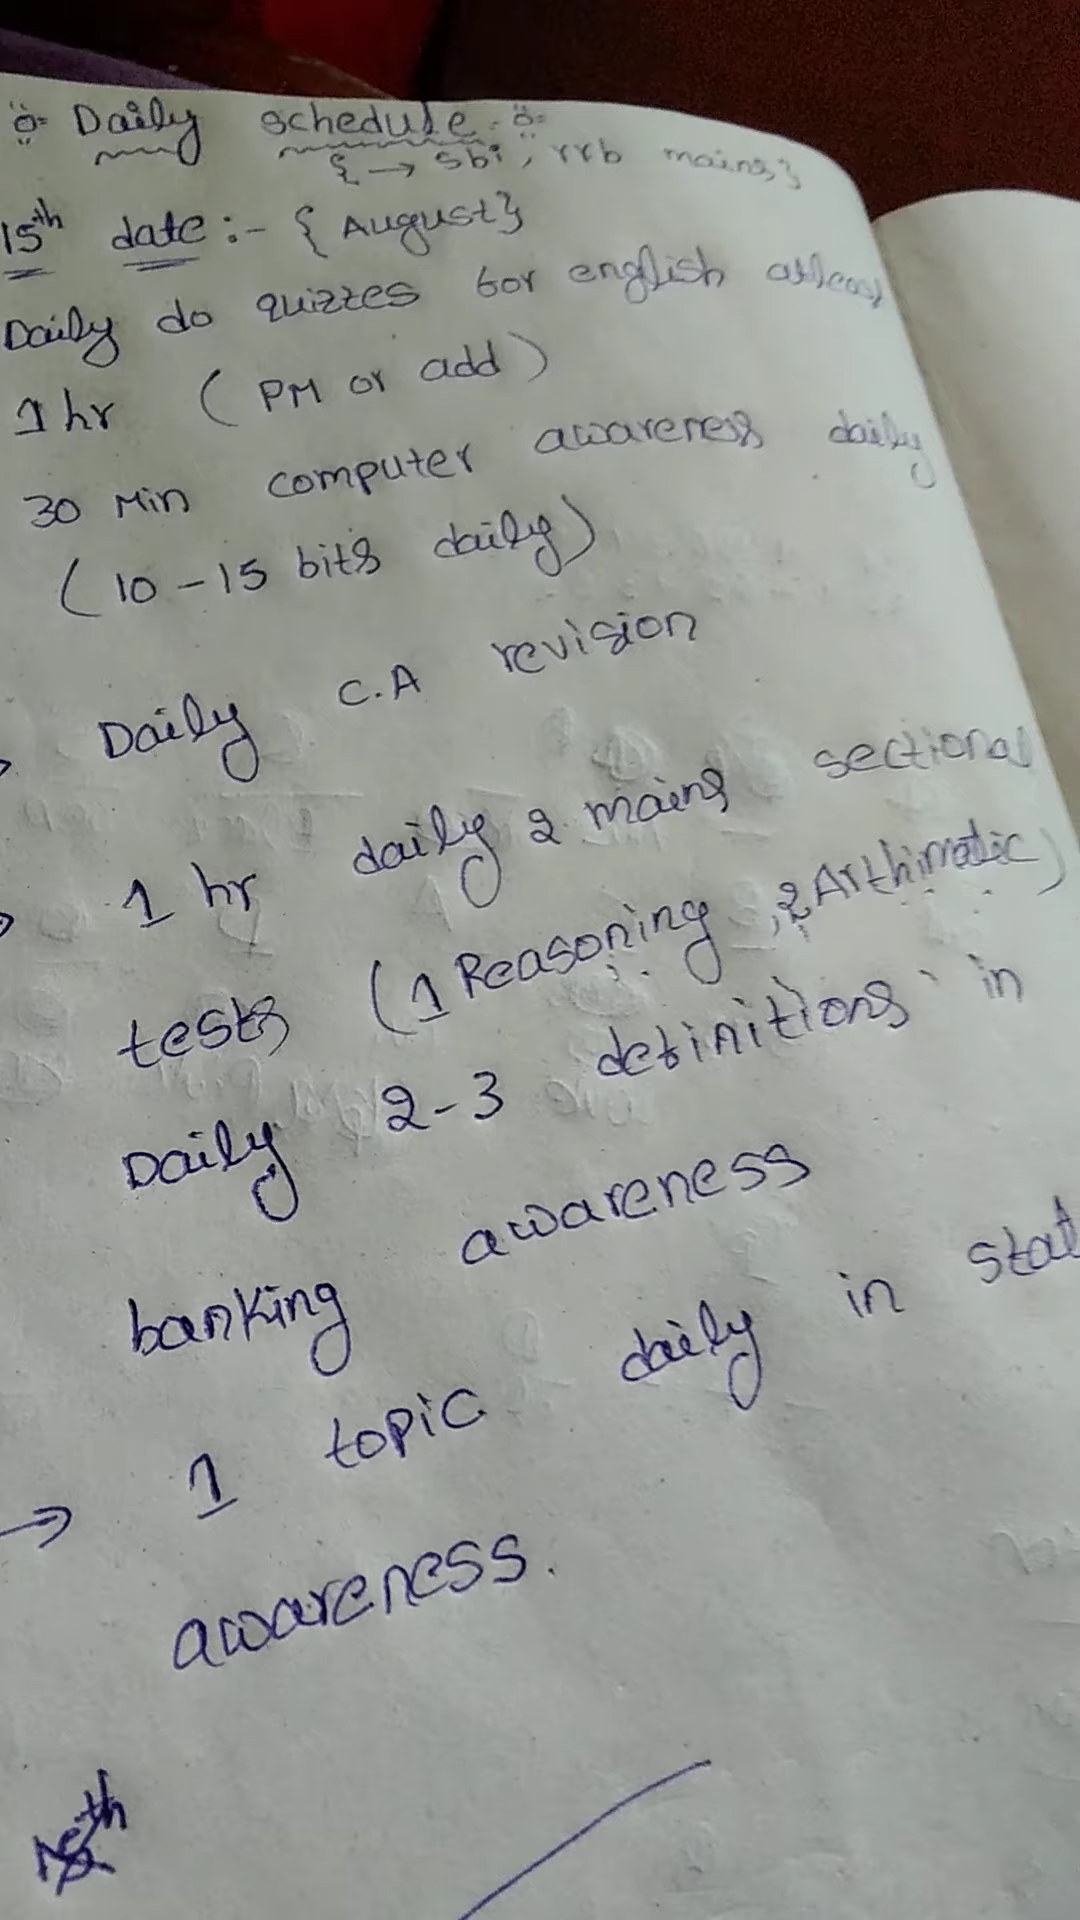 :ö: Daily schedule :ö:
{→ sbi, rrb mains}
15th date :- {August}
Daily do quizzes for english atleast
1 hr (PM or add)
30 Min computer awareness daily
(10-15 bits daily)
Daily C.A revision
1 hr daily 2 mains sectional
tests (1 Reasoning, 2 Arthimatic)
Daily 2-3 definitions in
banking awareness
→ 1 topic daily in stat
awareness.